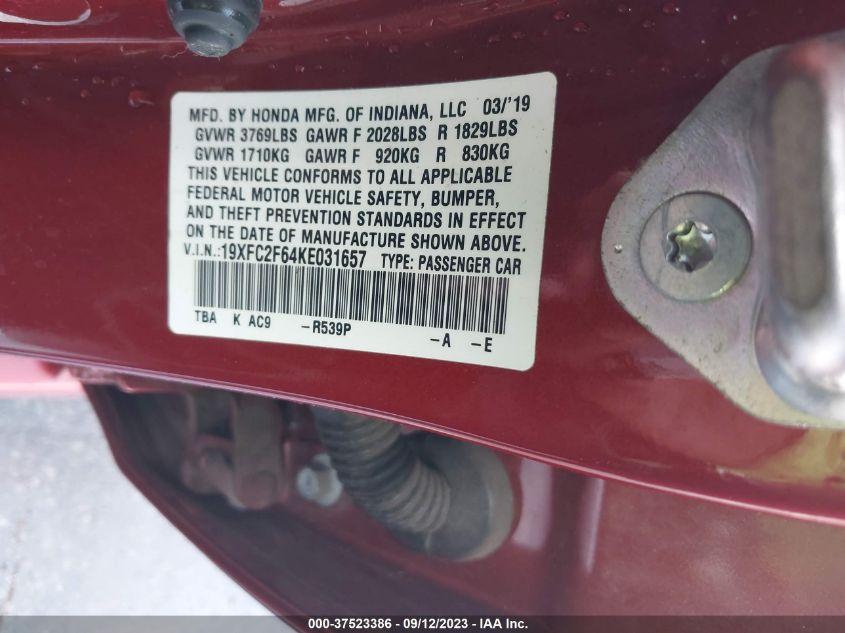 MFD. BY HONDA MFG. OF INDIANA, LLC 03/'19
GVWR 3769LBS GAWR F 2028LBS R 1829LBS
GVWR 1710KG GAWR F 920KG R 830KG
THIS VEHICLE CONFORMS TO ALL APPLICABLE
FEDERAL MOTOR VEHICLE SAFETY, BUMPER,
AND THEFT PREVENTION STANDARDS IN EFFECT
ON THE DATE OF MANUFACTURE SHOWN ABOVE.
V.I.N.:19XFC2F64KE031657 TYPE: PASSENGER CAR
TBA K AC9 -R539P -A -E
000-37523386 - 09/12/2023 - IAA Inc.